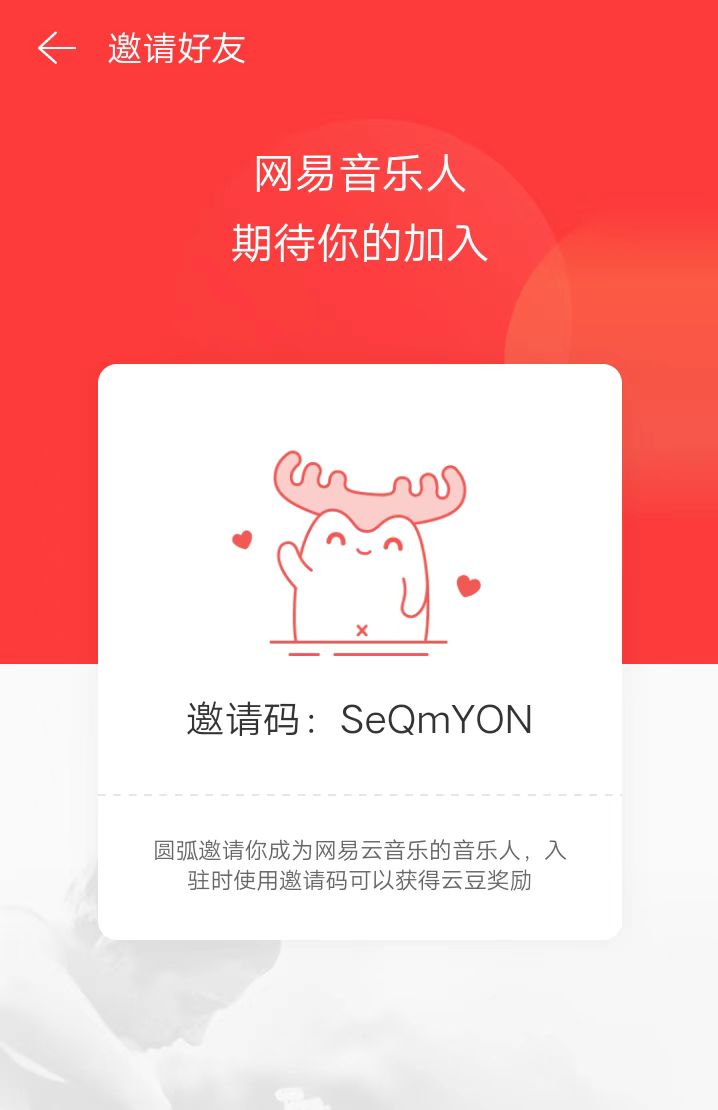 邀请好友
网易音乐人
期待你的加入
邀请码：SeQmYON
圆弧邀请你成为网易云音乐的音乐人，入
驻时使用邀请码可以获得云豆奖励